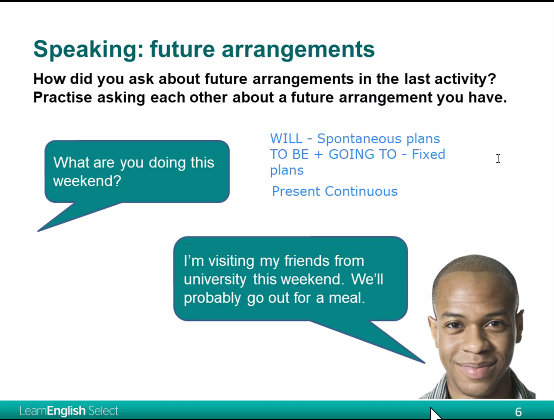 Speaking: future arrangements
How did you ask about future arrangements in the last activity?
Practise asking each other about a future arrangement you have.
WILL - Spontaneous plans
TO BE + GOING TO - Fixed
plans
Present Continuous
What are you doing this
weekend?
I'm visiting my friends from
university this weekend. We'll
probably go out for a meal.
LearnEnglish Select
6